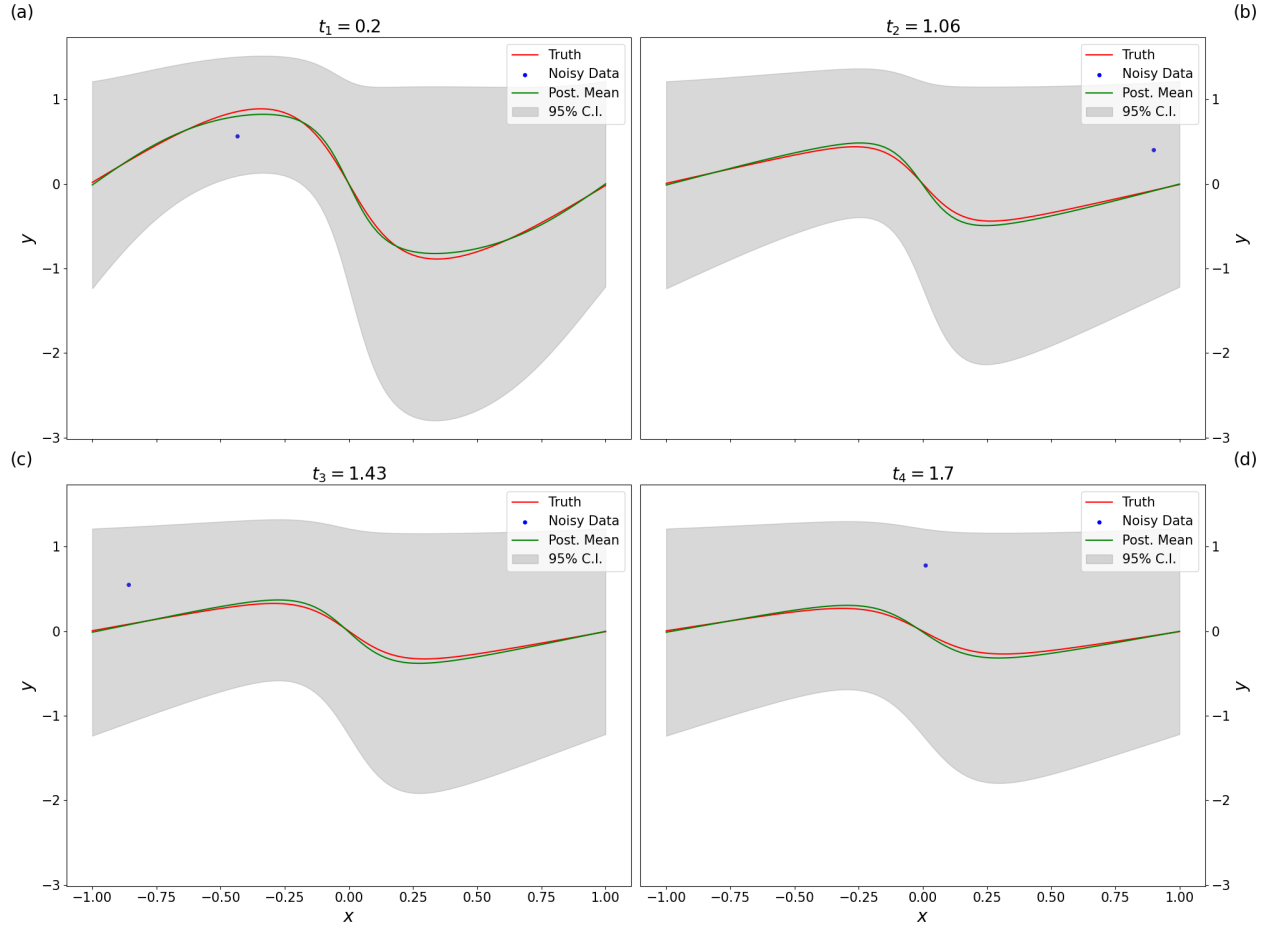 (a)
(b)
t₁ = 0.2
t₂ = 1.06
Truth
Noisy Data
Post. Mean
95% C.I.
Truth
Noisy Data
Post. Mean
95% C.I.
1
0
−1
−2
−3
y
1
0
−1
−2
−3
y
(c)
(d)
t₃ = 1.43
t₄ = 1.7
Truth
Noisy Data
Post. Mean
95% C.I.
Truth
Noisy Data
Post. Mean
95% C.I.
1
0
−1
−2
−3
y
1
0
−1
−2
−3
y
−1.00 −0.75 −0.50 −0.25 0.00 0.25 0.50 0.75 1.00
x
−1.00 −0.75 −0.50 −0.25 0.00 0.25 0.50 0.75 1.00
x